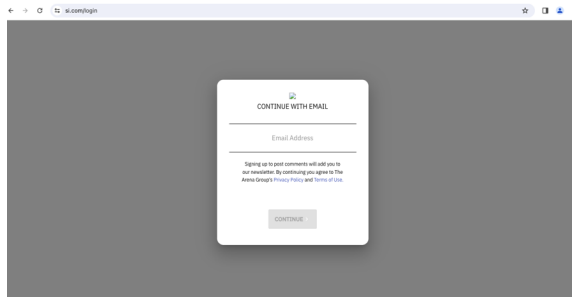 si.com/login
CONTINUE WITH EMAIL
Email Address
Signing up to post comments will add you to
our newsletter. By continuing you agree to The
Arena Group's Privacy Policy and Terms of Use.
CONTINUE